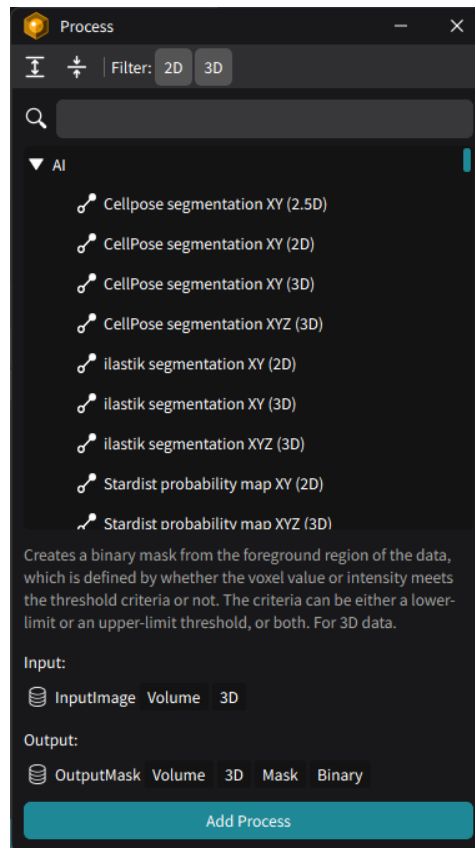 Process
Filter: 2D 3D
AI
Cellpose segmentation XY (2.5D)
CellPose segmentation XY (2D)
CellPose segmentation XY (3D)
CellPose segmentation XYZ (3D)
ilastik segmentation XY (2D)
ilastik segmentation XY (3D)
ilastik segmentation XYZ (3D)
Stardist probability map XY (2D)
Stardist probability map XYZ (3D)
Creates a binary mask from the foreground region of the data,
which is defined by whether the voxel value or intensity meets
the threshold criteria or not. The criteria can be either a lower-
limit or an upper-limit threshold, or both. For 3D data.
Input:
InputImage Volume 3D
Output:
OutputMask Volume 3D Mask Binary
Add Process